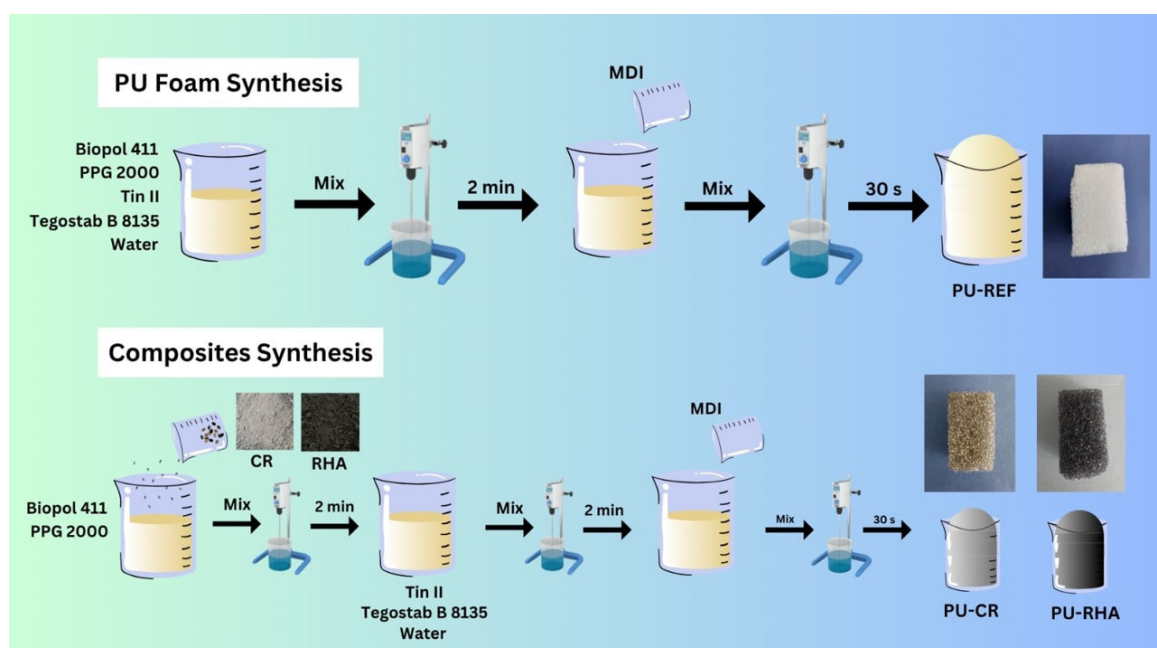 PU Foam Synthesis
Biopol 411
PPG 2000
Tin II
Tegostab B 8135
Water
Mix
2 min
MDI
Mix
30 s
PU-REF
Composites Synthesis
CR
RHA
Biopol 411
PPG 2000
Mix
2 min
Tin II
Tegostab B 8135
Water
Mix
2 min
MDI
Mix
30 s
PU-CR
PU-RHA